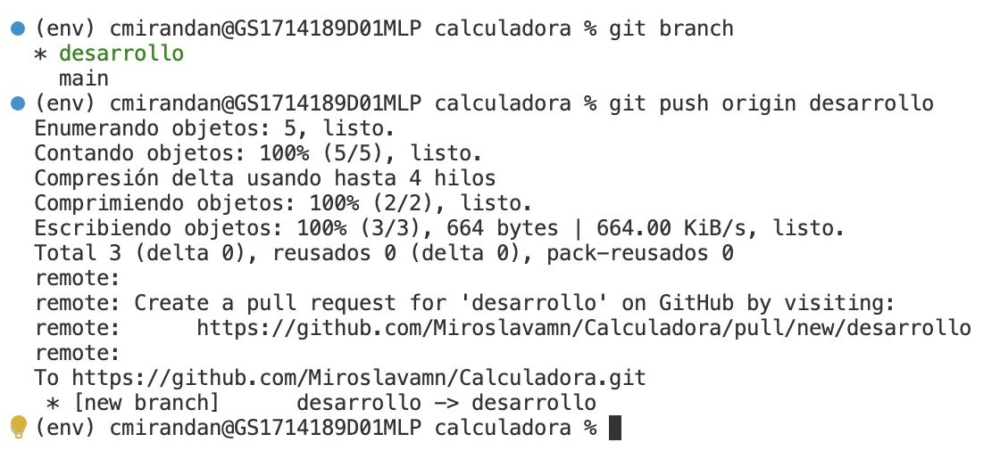 (env) cmirandan@GS1714189D01MLP calculadora % git branch
* desarrollo
  main
(env) cmirandan@GS1714189D01MLP calculadora % git push origin desarrollo
Enumerando objetos: 5, listo.
Contando objetos: 100% (5/5), listo.
Compresión delta usando hasta 4 hilos
Comprimiendo objetos: 100% (2/2), listo.
Escribiendo objetos: 100% (3/3), 664 bytes | 664.00 KiB/s, listo.
Total 3 (delta 0), reusados 0 (delta 0), pack-reusados 0
remote:
remote: Create a pull request for 'desarrollo' on GitHub by visiting:
remote:      https://github.com/Miroslavamn/Calculadora/pull/new/desarrollo
remote:
To https://github.com/Miroslavamn/Calculadora.git
 * [new branch]      desarrollo -> desarrollo
(env) cmirandan@GS1714189D01MLP calculadora %